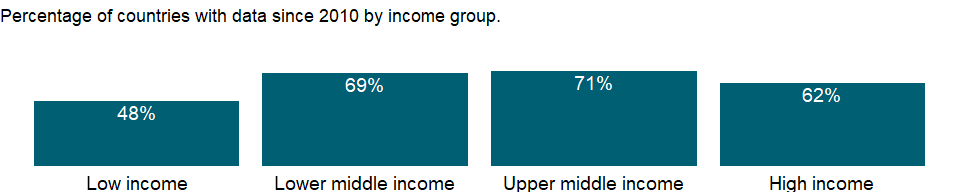 Percentage of countries with data since 2010 by income group.
48%
69%
71%
62%
Low income
Lower middle income
Upper middle income
High income